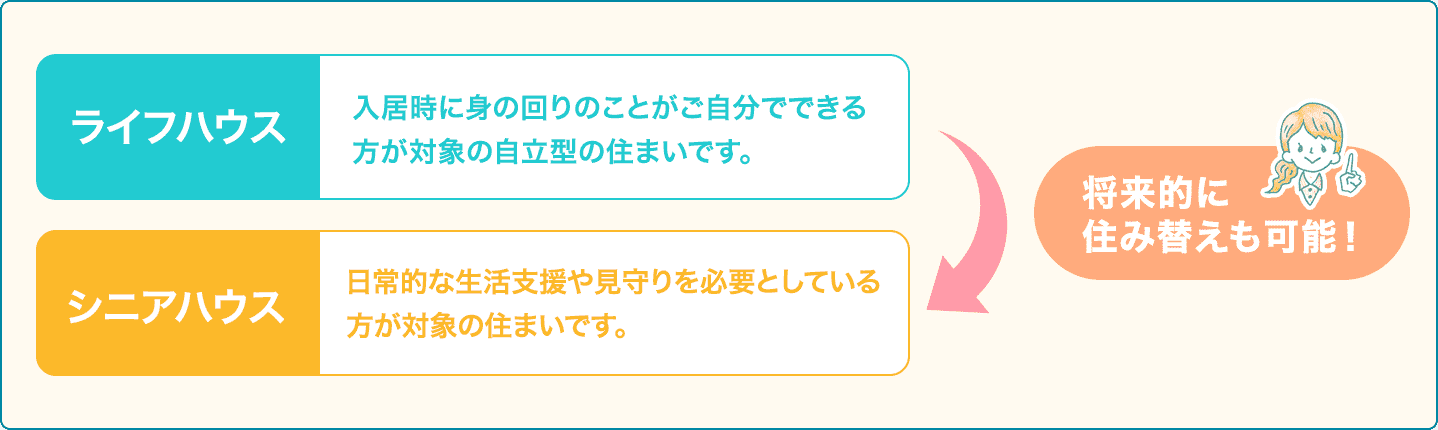 ライフハウス
入居時に身の回りのことがご自分でできる
方が対象の自立型の住まいです。
シニアハウス
日常的な生活支援や見守りを必要としている
方が対象の住まいです。
将来的に
住み替えも可能！